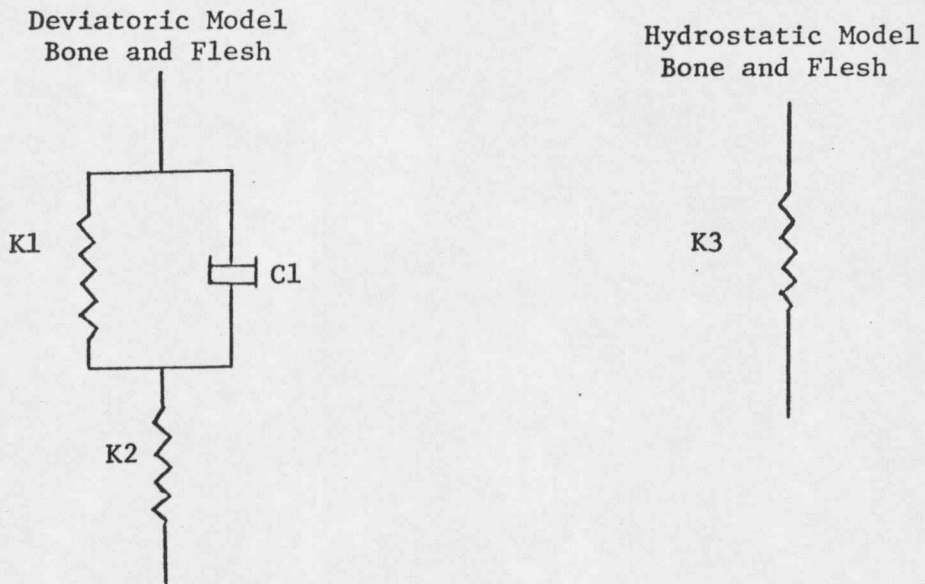 Deviatoric Model
Bone and Flesh
K1
C1
K2
Hydrostatic Model
Bone and Flesh
K3